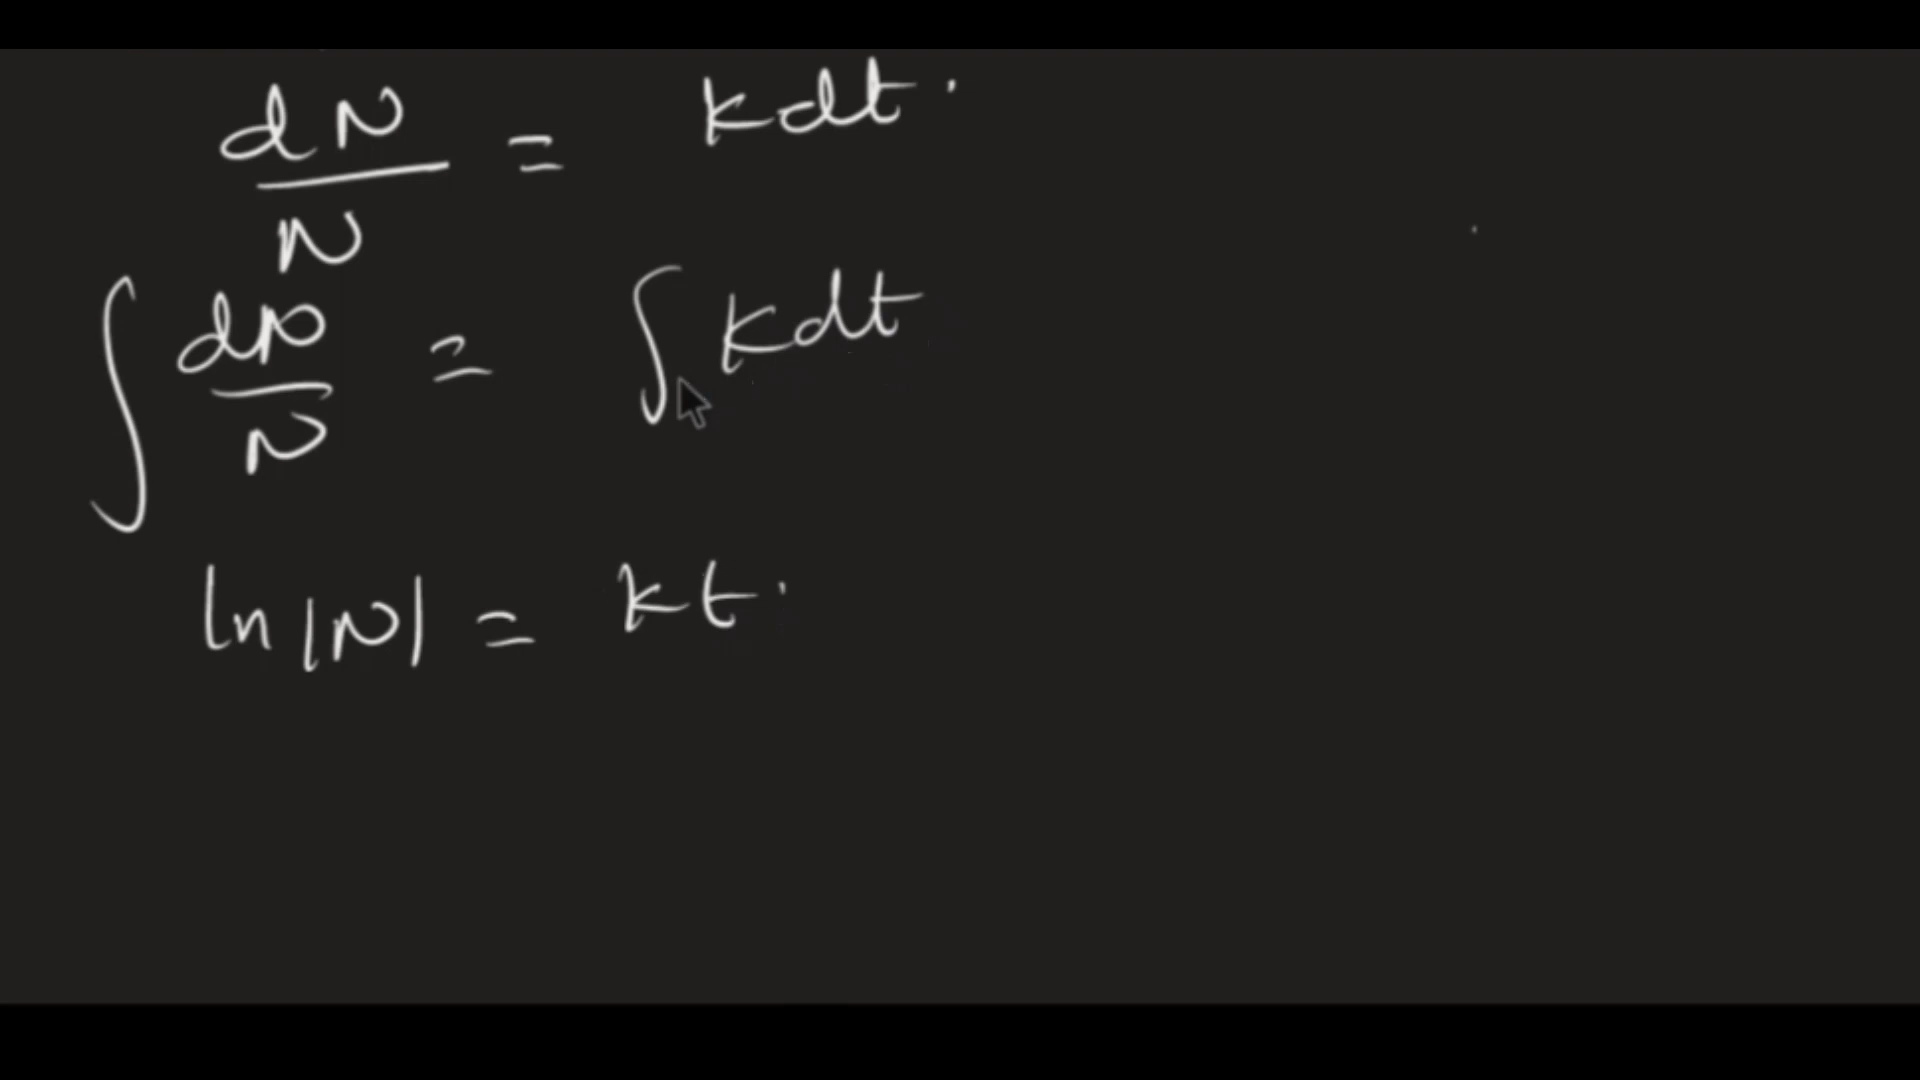 dN/N = kdt.
∫ dN/N = ∫ kdt
ln|N| = kt.